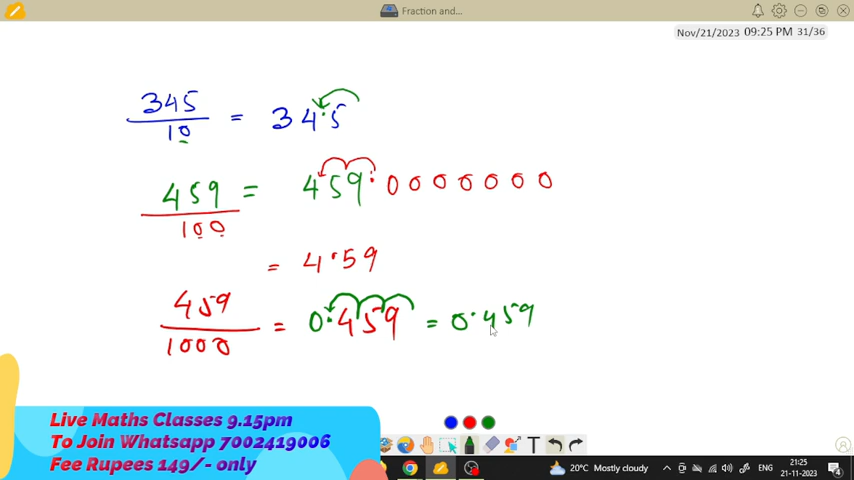 Fraction and...
Nov/21/2023 09:25 PM 31/36
345/10 = 34.5
459/100 = 459.0000000
= 4.59
459/1000 = 0.459 = 0.459
Live Maths Classes 9.15pm
To Join Whatsapp 7002419006
Fee Rupees 149/- only
T
20°C Mostly cloudy
ENG
21:25
21-11-2023
4